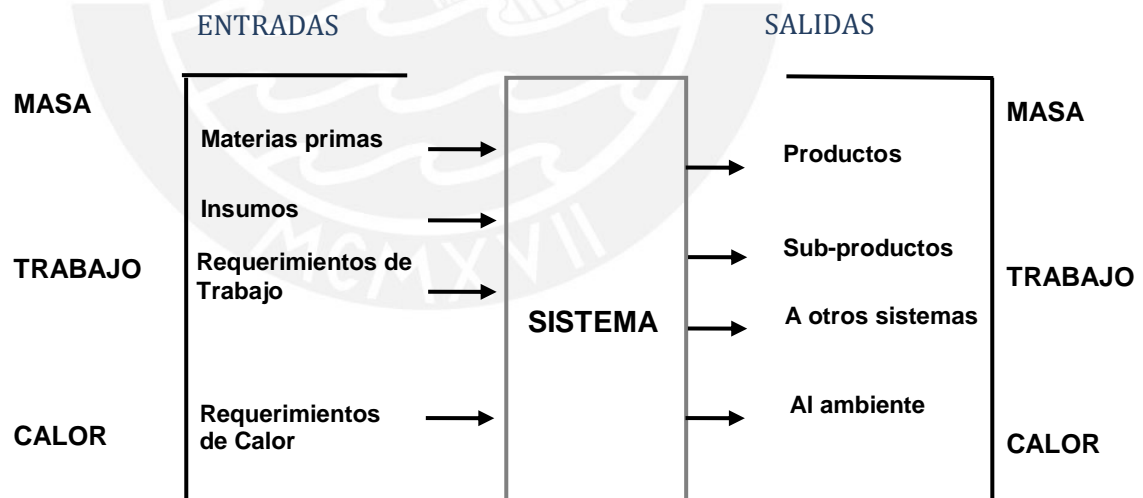 ENTRADAS
SALIDAS
MASA
Materias primas
Insumos
TRABAJO
Requerimientos de
Trabajo
CALOR
Requerimientos
de Calor
SISTEMA
Productos
Sub-productos
A otros sistemas
Al ambiente
MASA
TRABAJO
CALOR
MCMXVII